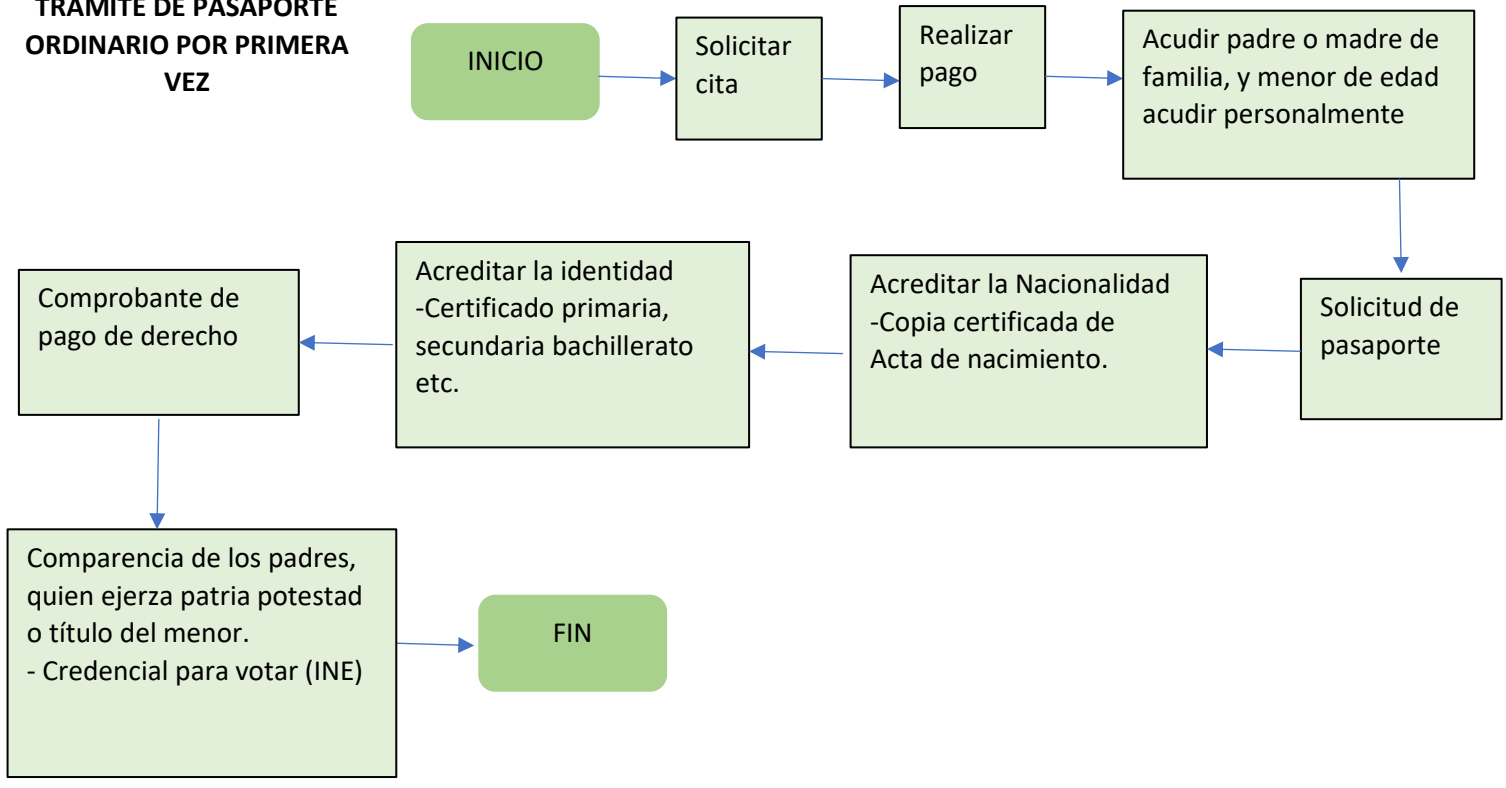 TRAMITE DE PASAPORTE
ORDINARIO POR PRIMERA
VEZ
INICIO
Solicitar
cita
Realizar
pago
Acudir padre o madre de
familia, y menor de edad
acudir personalmente
Solicitud de
pasaporte
Acreditar la Nacionalidad
-Copia certificada de
Acta de nacimiento.
Acreditar la identidad
-Certificado primaria,
secundaria bachillerato
etc.
Comprobante de
pago de derecho
Comparencia de los padres,
quien ejerza patria potestad
o título del menor.
- Credencial para votar (INE)
FIN